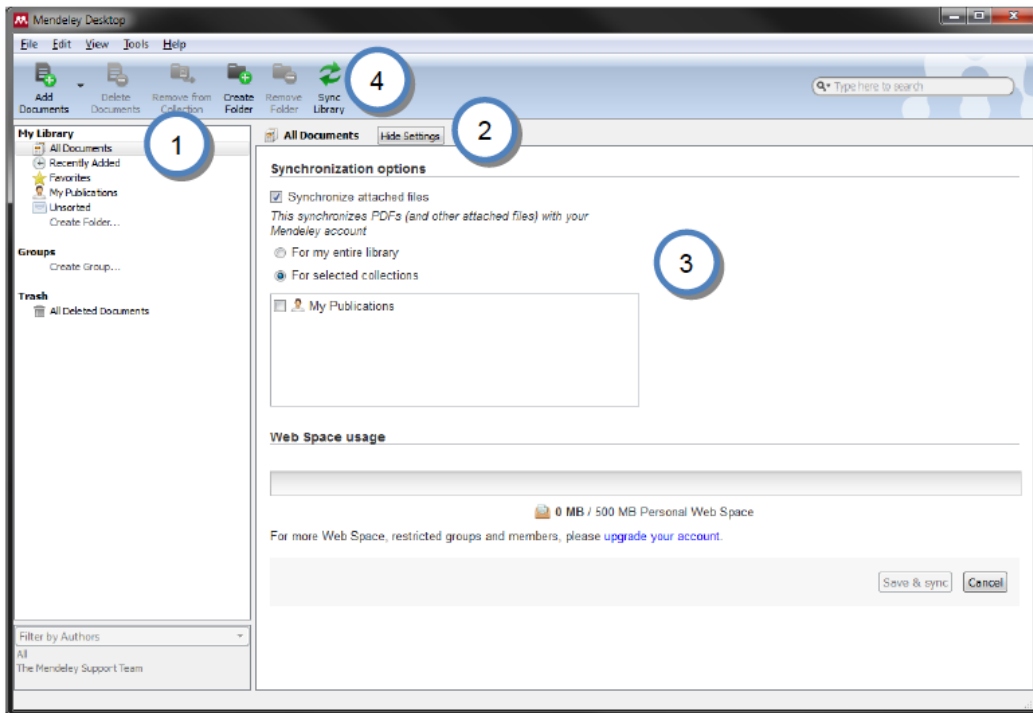 Mendeley Desktop
File Edit View Tools Help
Add Documents
Delete Documents
Remove from Collection
Create Folder
Remove Folder
Sync Library
4
Type here to search
1
My Library
All Documents
Recently Added
Favorites
My Publications
Unsorted
Create Folder...
Groups
Create Group...
Trash
All Deleted Documents
Filter by Authors
All
The Mendeley Support Team
All Documents Hide Settings
2
Synchronization options
Synchronize attached files
This synchronizes PDFs (and other attached files) with your
Mendeley account
For my entire library
3
For selected collections
My Publications
Web Space usage
0 MB / 500 MB Personal Web Space
For more Web Space, restricted groups and members, please upgrade your account.
Save & sync Cancel